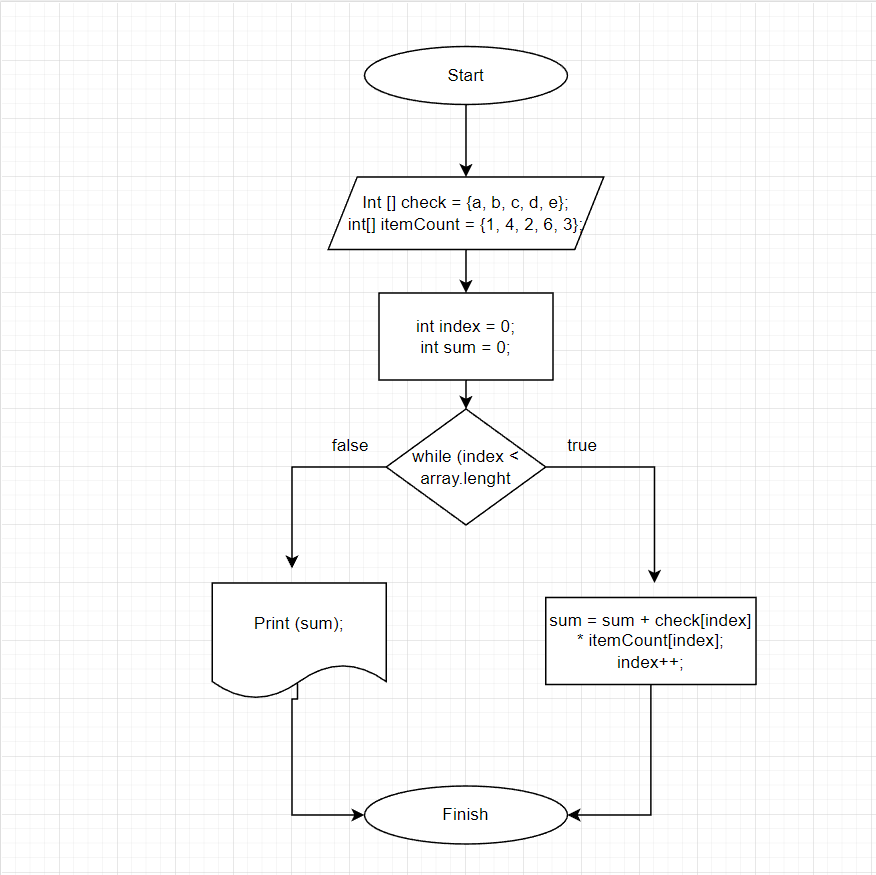 Start
Int [] check = {a, b, c, d, e};
int[] itemCount = {1, 4, 2, 6, 3};
int index = 0;
int sum = 0;
false
true
while (index <
array.lenght
Print (sum);
sum = sum + check[index]
* itemCount[index];
index++;
Finish